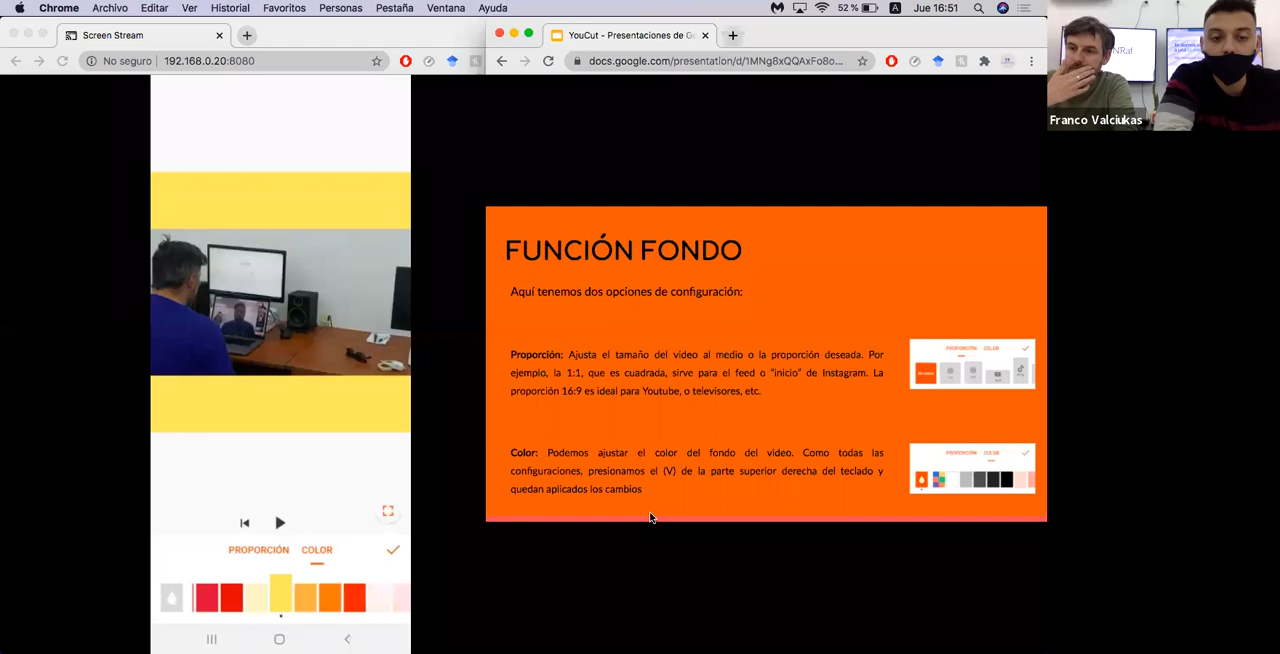 Chrome Archivo Editar Ver Historial Favoritos Personas Pestaña Ventana Ayuda
52 % A Jue 16:51
Screen Stream
YouCut - Presentaciones de
No seguro 192.168.0.20:8080
docs.google.com/presentation/d/1MNg8xQQAxFo8o...
Franco Valciukas
FUNCIÓN FONDO
Aquí tenemos dos opciones de configuración:
Proporción: Ajusta el tamaño del video al medio o la proporción deseada. Por
ejemplo, la 1:1, que es cuadrada, sirve para el feed o “inicio” de Instagram. La
proporción 16:9 es ideal para Youtube, o televisores, etc.
PROPORCIÓN COLOR
Color: Podemos ajustar el color del fondo del video. Como todas las
configuraciones, presionamos el (V) de la parte superior derecha del teclado y
quedan aplicados los cambios
PROPORCIÓN COLOR
PROPORCIÓN COLOR